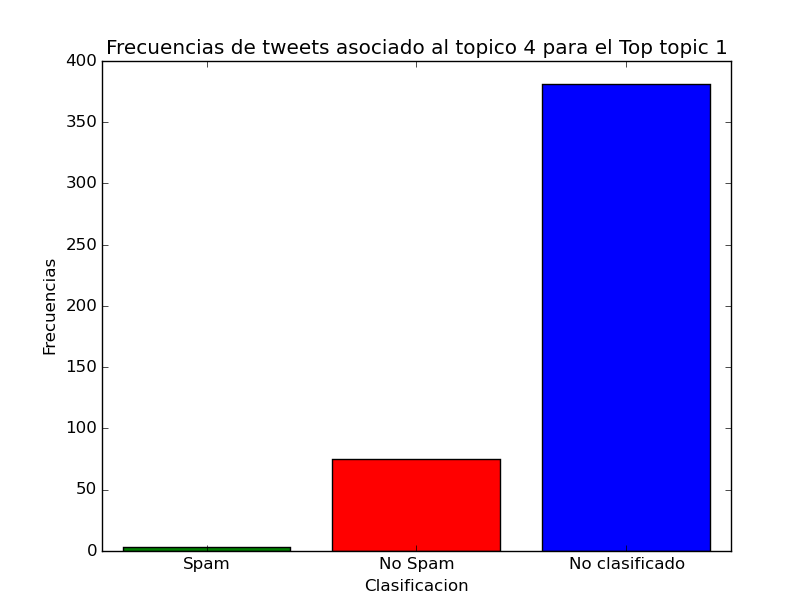 Frecuencias de tweets asociado al topico 4 para el Top topic 1
400
350
300
250
200
150
100
50
0
Frecuencias
Spam No Spam No clasificado
Clasificacion